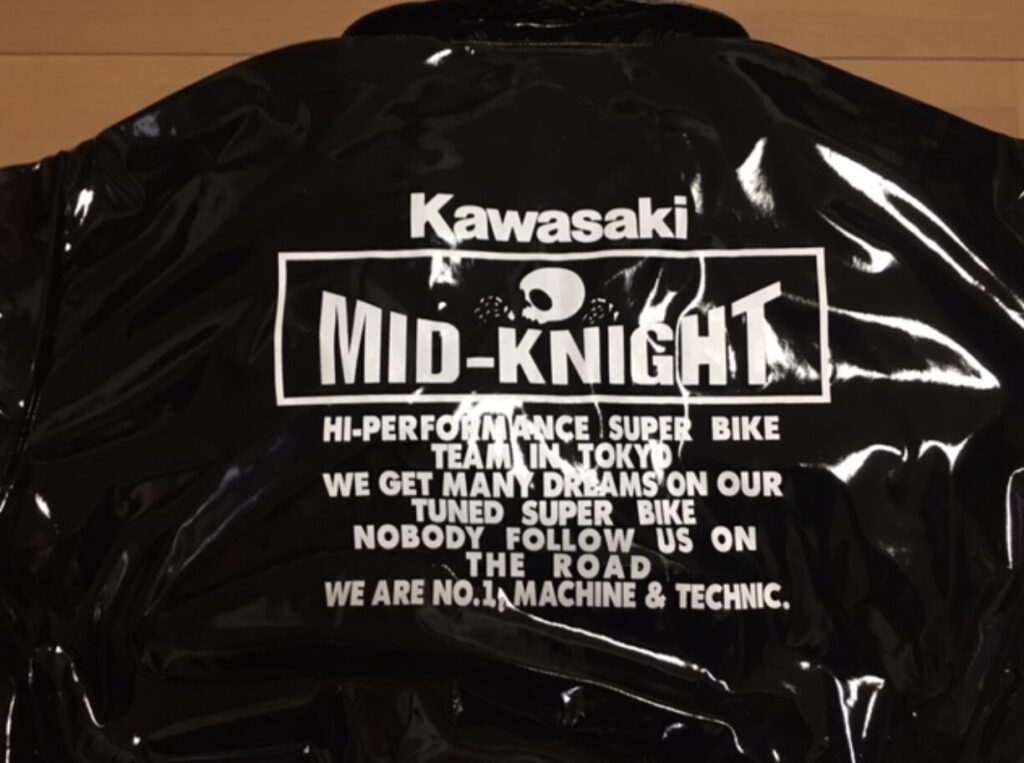 Kawasaki
MID-KNIGHT
HI-PERFORMANCE SUPER BIKE
TEAM IN TOKYO
WE GET MANY DREAMS ON OUR
TUNED SUPER BIKE
NOBODY FOLLOW US ON
THE ROAD
WE ARE NO.1, MACHINE & TECHNIC.